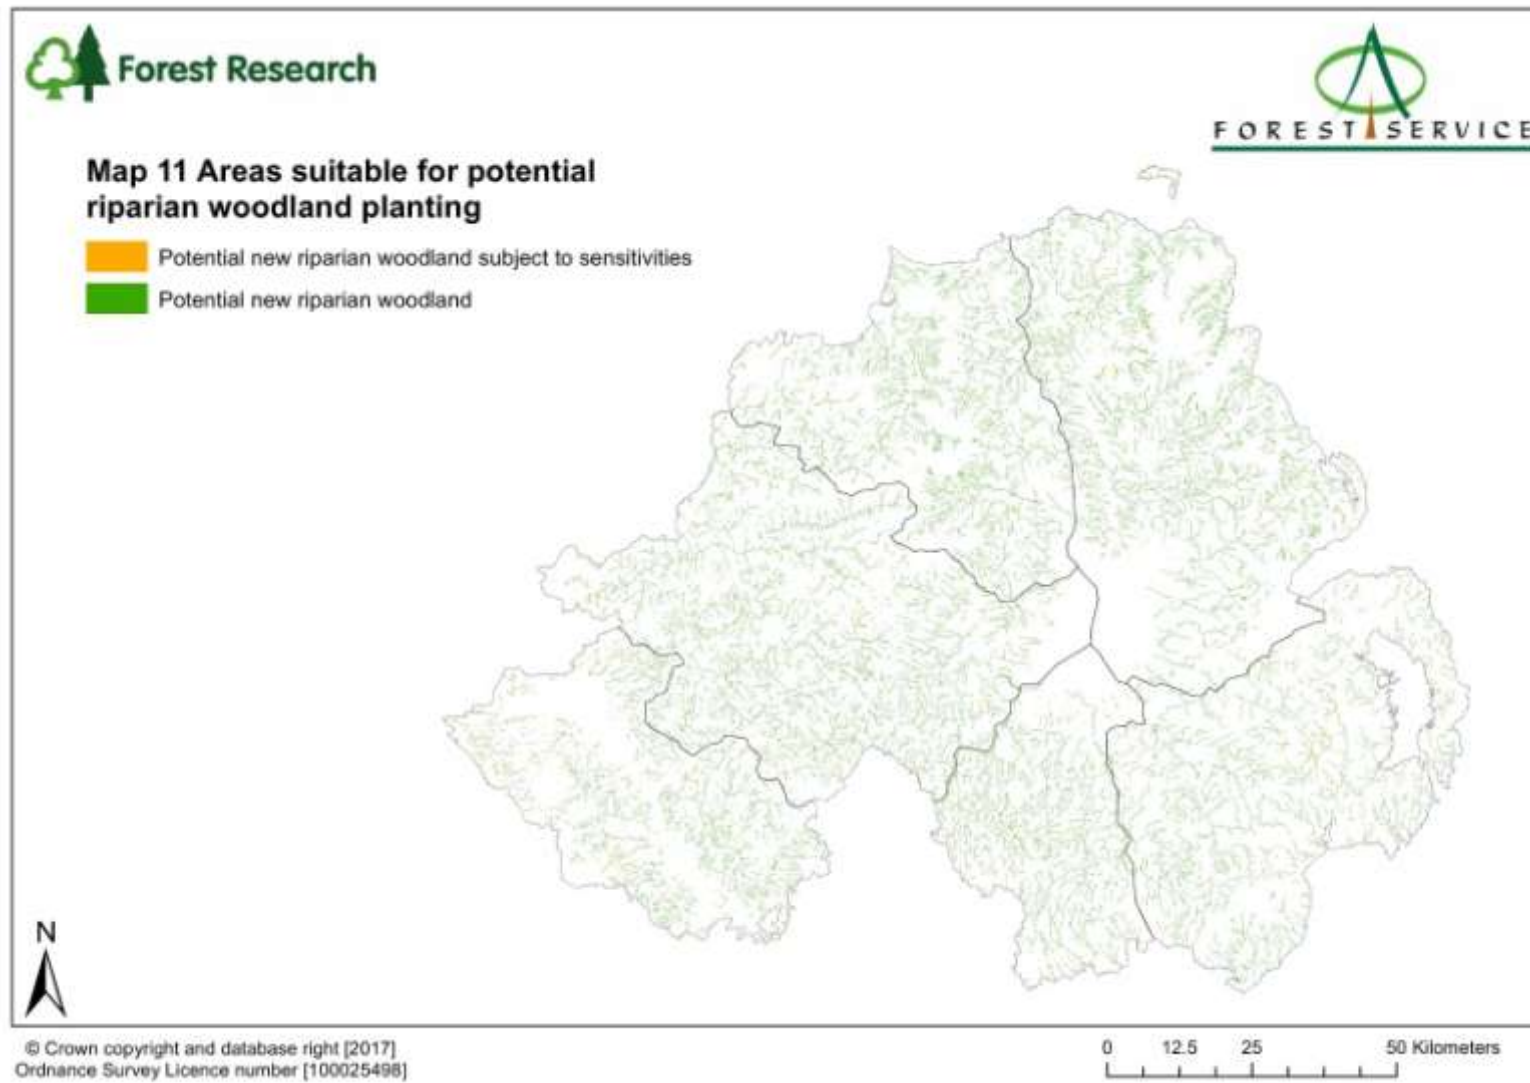 Forest Research
FOREST SERVICE
Map 11 Areas suitable for potential
riparian woodland planting
Potential new riparian woodland subject to sensitivities
Potential new riparian woodland
N
© Crown copyright and database right [2017]
Ordnance Survey Licence number [100025498]
0 12.5 25 50 Kilometers